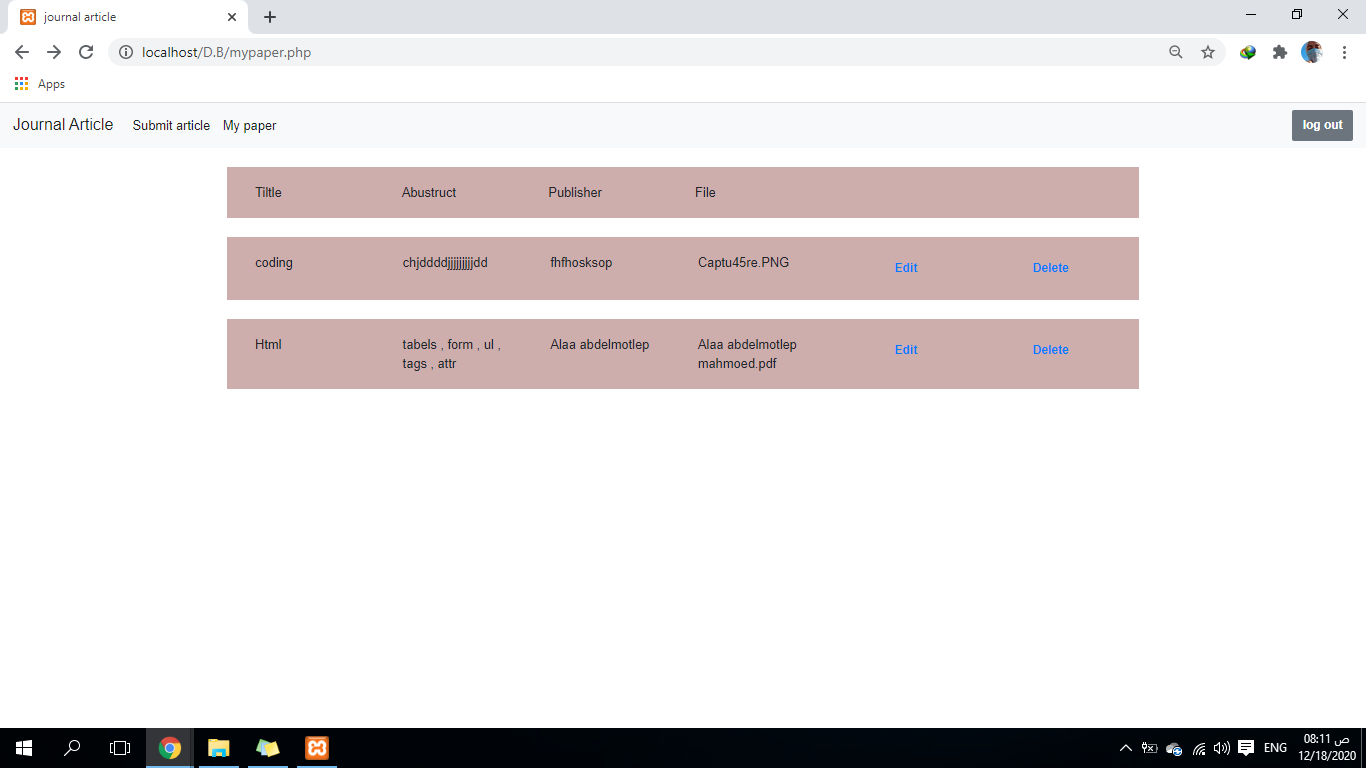 journal article
localhost/D.B/mypaper.php
Apps
Journal Article Submit article My paper log out
Tiltle Abustruct Publisher File
coding chjddddjjjjjjjjjdd fhfhosksop Captu45re.PNG Edit Delete
Html tabels , form , ul , Alaa abdelmotlep Alaa abdelmotlep Edit Delete
tags , attr mahmoed.pdf
ENG 08:11 ص
12/18/2020